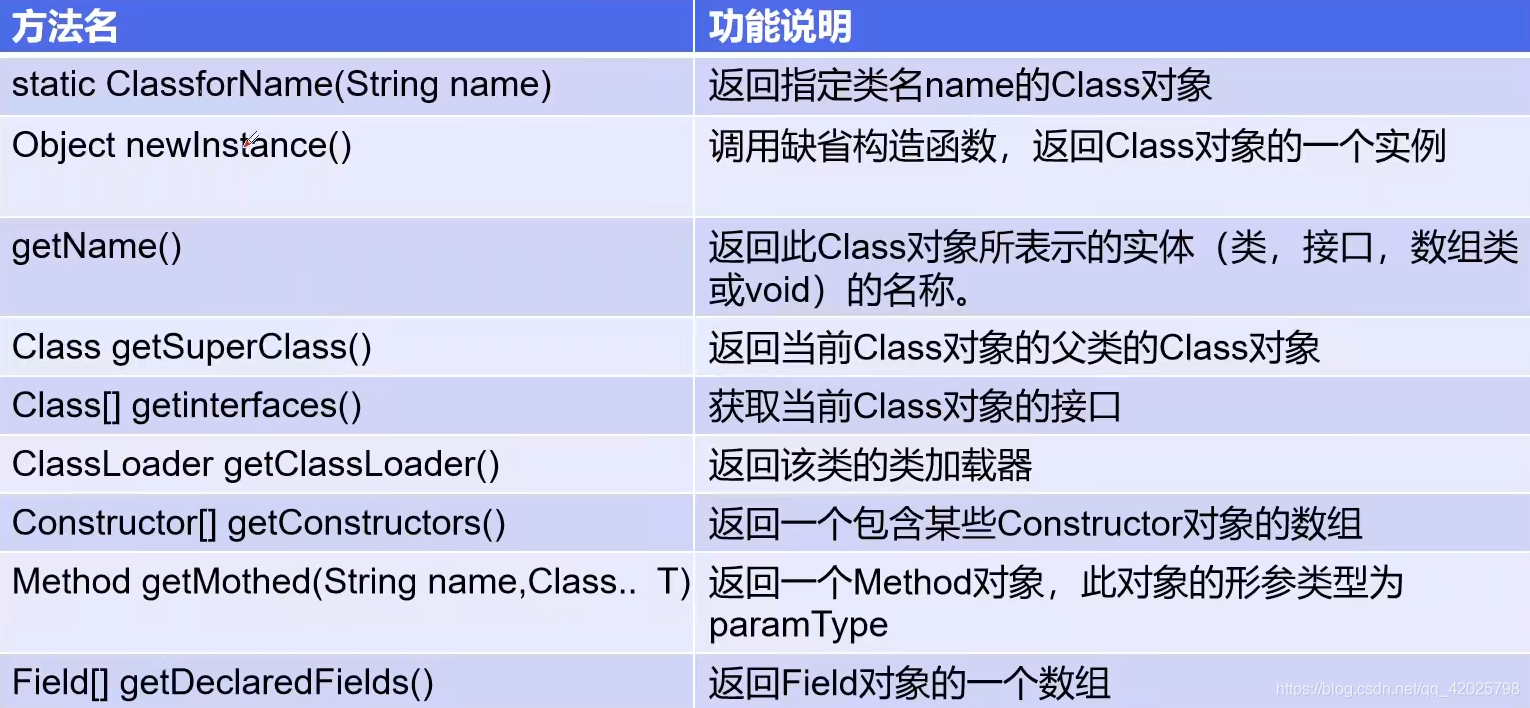 方法名
功能说明
static ClassforName(String name)
返回指定类名name的Class对象
Object newInstance()
调用缺省构造函数，返回Class对象的一个实例
getName()
返回此Class对象所表示的实体（类，接口，数组类
或void）的名称。
Class getSuperClass()
返回当前Class对象的父类的Class对象
Class[] getinterfaces()
获取当前Class对象的接口
ClassLoader getClassLoader()
返回该类的类加载器
Constructor[] getConstructors()
返回一个包含某些Constructor对象的数组
Method getMothed(String name,Class.. T)
返回一个Method对象，此对象的形参类型为
paramType
Field[] getDeclaredFields()
返回Field对象的一个数组
https://blog.csdn.net/qq_42025798